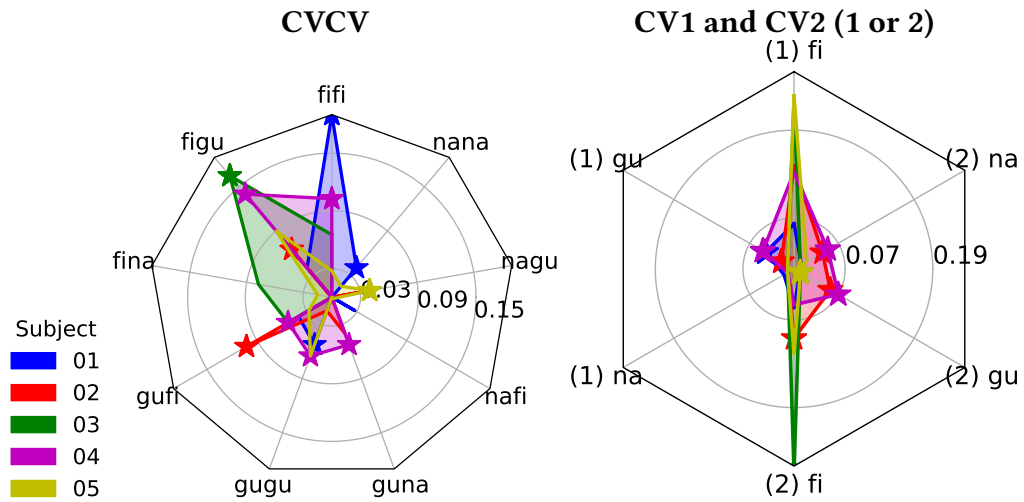 CVCV
CV1 and CV2 (1 or 2)
fifi
nana
nagu
nafi
guna
gugu
gufi
fina
figu
0.03
0.09
0.15
(1) fi
(2) na
(2) gu
(2) fi
(1) na
(1) gu
0.07
0.19
Subject
01
02
03
04
05